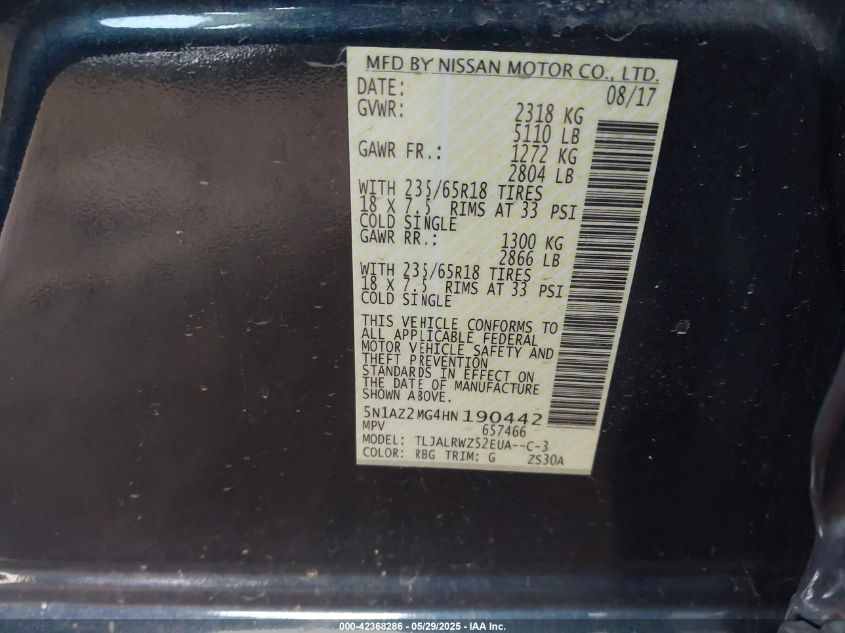 MFD BY NISSAN MOTOR CO., LTD.
DATE: 08/17
GVWR: 2318 KG
5110 LB
GAWR FR.: 1272 KG
2804 LB
WITH 235/65R18 TIRES
18 X 7.5 RIMS AT 33 PSI
COLD SINGLE
GAWR RR.: 1300 KG
2866 LB
WITH 235/65R18 TIRES
18 X 7.5 RIMS AT 33 PSI
COLD SINGLE
THIS VEHICLE CONFORMS TO
ALL APPLICABLE FEDERAL
MOTOR VEHICLE SAFETY AND
THEFT PREVENTION
STANDARDS IN EFFECT ON
THE DATE OF MANUFACTURE
SHOWN ABOVE.
5N1AZ2MG4HN190442
MPV 657466
MODEL: TLJALRWZ52EUA--C-3
COLOR: RBG TRIM: G ZS30A
000-42368286 - 05/29/2025 - IAA Inc.